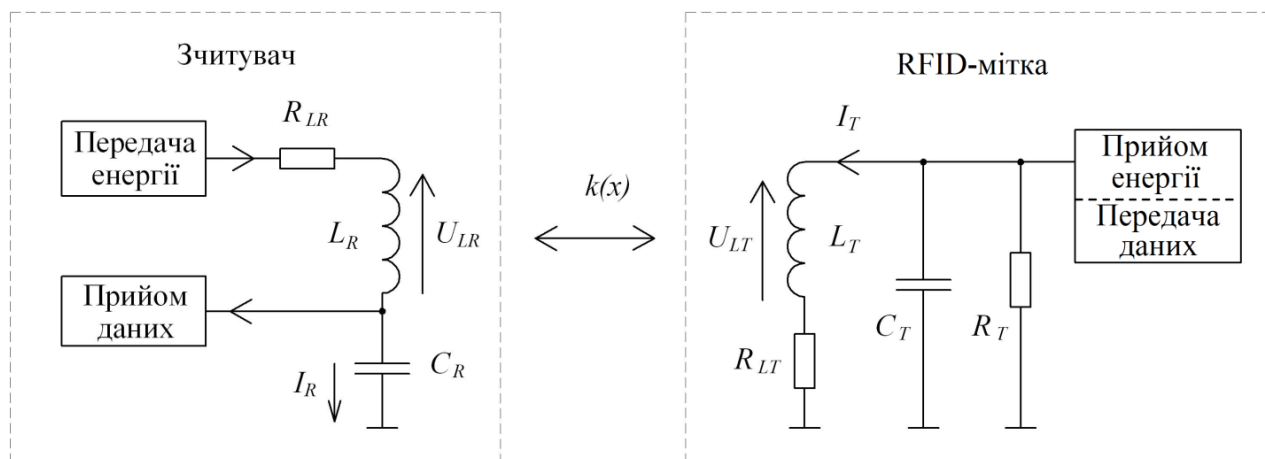 Зчитувач
Передача
енергії
R_LR
L_R
U_LR
Прийом
даних
I_R
C_R
k(x)
RFID-мітка
I_T
Прийом
енергії
Передача
даних
U_LT
L_T
C_T
R_T
R_LT